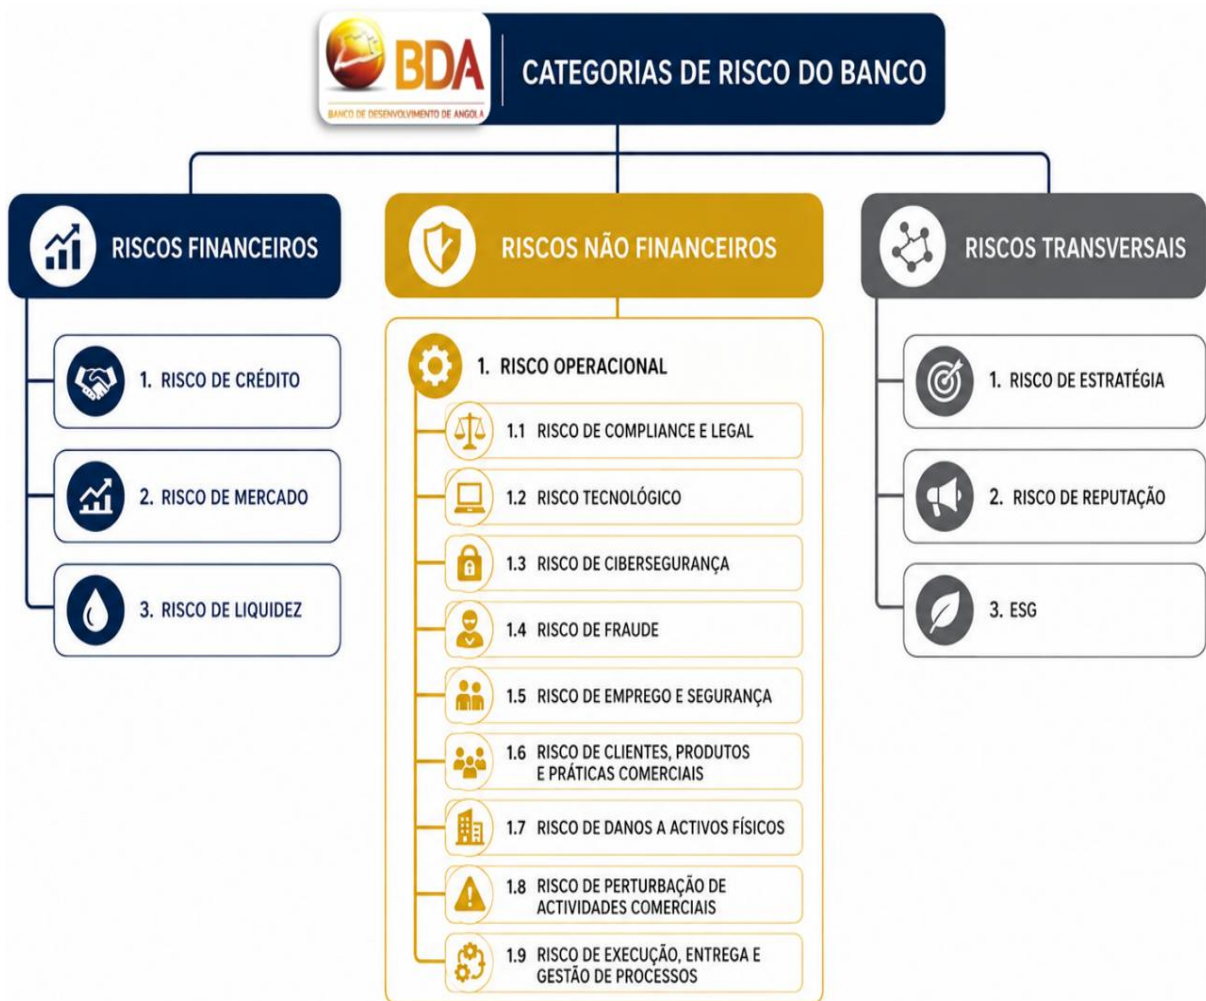 BDA
BANCO DE DESENVOLVIMENTO DE ANGOLA
CATEGORIAS DE RISCO DO BANCO
RISCOS FINANCEIROS
1. RISCO DE CRÉDITO
2. RISCO DE MERCADO
3. RISCO DE LIQUIDEZ
RISCOS NÃO FINANCEIROS
1. RISCO OPERACIONAL
1.1 RISCO DE COMPLIANCE E LEGAL
1.2 RISCO TECNOLÓGICO
1.3 RISCO DE CIBERSEGURANÇA
1.4 RISCO DE FRAUDE
1.5 RISCO DE EMPREGO E SEGURANÇA
1.6 RISCO DE CLIENTES, PRODUTOS
E PRÁTICAS COMERCIAIS
1.7 RISCO DE DANOS A ACTIVOS FÍSICOS
1.8 RISCO DE PERTURBAÇÃO DE
ACTIVIDADES COMERCIAIS
1.9 RISCO DE EXECUÇÃO, ENTREGA E
GESTÃO DE PROCESSOS
RISCOS TRANSVERSAIS
1. RISCO DE ESTRATÉGIA
2. RISCO DE REPUTAÇÃO
3. ESG